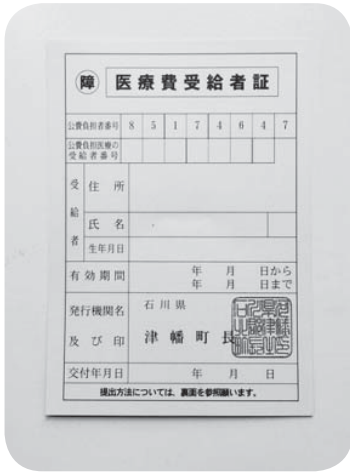 障 医療費受給者証
公費負担者番号 8 5 1 7 4 6 4 7
公費負担医療の
受給者番号
受給者
住所
氏名
生年月日
有効期間 年 月 日から
年 月 日まで
発行機関名 石川県
及び印 津幡町長
交付年月日 年 月 日
提出方法については、裏面を参照願います。